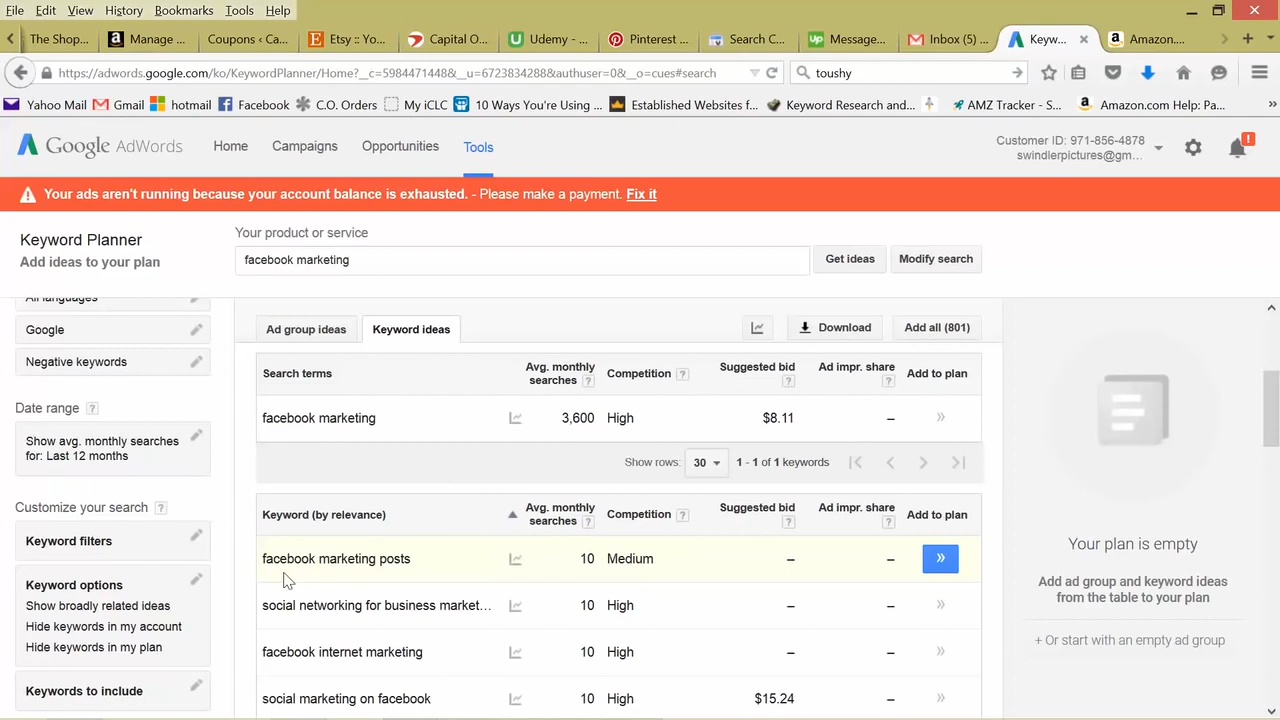 File Edit View History Bookmarks Tools Help
The Shop... Manage ... Coupons ‹ Ca... Etsy :: Yo... Capital O... Udemy - ... Pinterest ... Search C... Message... Inbox (5) ... Keyw... Amazon....
https://adwords.google.com/ko/KeywordPlanner/Home?__c=5984471448&__u=6723834288&authuser=0&__o=cues#search toushy
Yahoo Mail Gmail hotmail Facebook C.O. Orders My iCLC 10 Ways You're Using ... Established Websites f... Keyword Research and... AMZ Tracker - S... Amazon.com Help: Pa...
Google AdWords Home Campaigns Opportunities Tools
Customer ID: 971-856-4878
swindlerpictures@gm...
Your ads aren't running because your account balance is exhausted. - Please make a payment. Fix it
Keyword Planner
Add ideas to your plan
Your product or service
facebook marketing
Get ideas
Modify search
All languages
Google
Negative keywords
Date range ?
Show avg. monthly searches
for: Last 12 months
Customize your search ?
Keyword filters
Keyword options
Show broadly related ideas
Hide keywords in my account
Hide keywords in my plan
Keywords to include
Ad group ideas Keyword ideas Download Add all (801)
Search terms Avg. monthly searches ? Competition ? Suggested bid ? Ad impr. share ? Add to plan
facebook marketing 3,600 High $8.11 – »
Show rows: 30 1 - 1 of 1 keywords
Keyword (by relevance) Avg. monthly searches ? Competition ? Suggested bid ? Ad impr. share ? Add to plan
facebook marketing posts 10 Medium – – »
social networking for business market... 10 High – – »
facebook internet marketing 10 High – – »
social marketing on facebook 10 High $15.24 – »
Your plan is empty
Add ad group and keyword ideas
from the table to your plan
+ Or start with an empty ad group